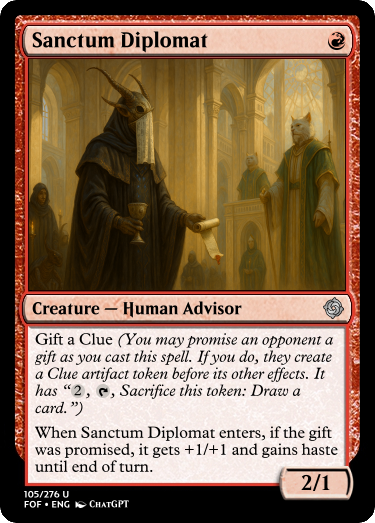 Sanctum Diplomat
Creature — Human Advisor
Gift a Clue (You may promise an opponent a
gift as you cast this spell. If you do, they create
a Clue artifact token before its other effects. It
has “2, , Sacrifice this token: Draw a
card.”)
When Sanctum Diplomat enters, if the gift
was promised, it gets +1/+1 and gains haste
until end of turn.
2/1
105/276 U
FOF • ENG ChatGPT